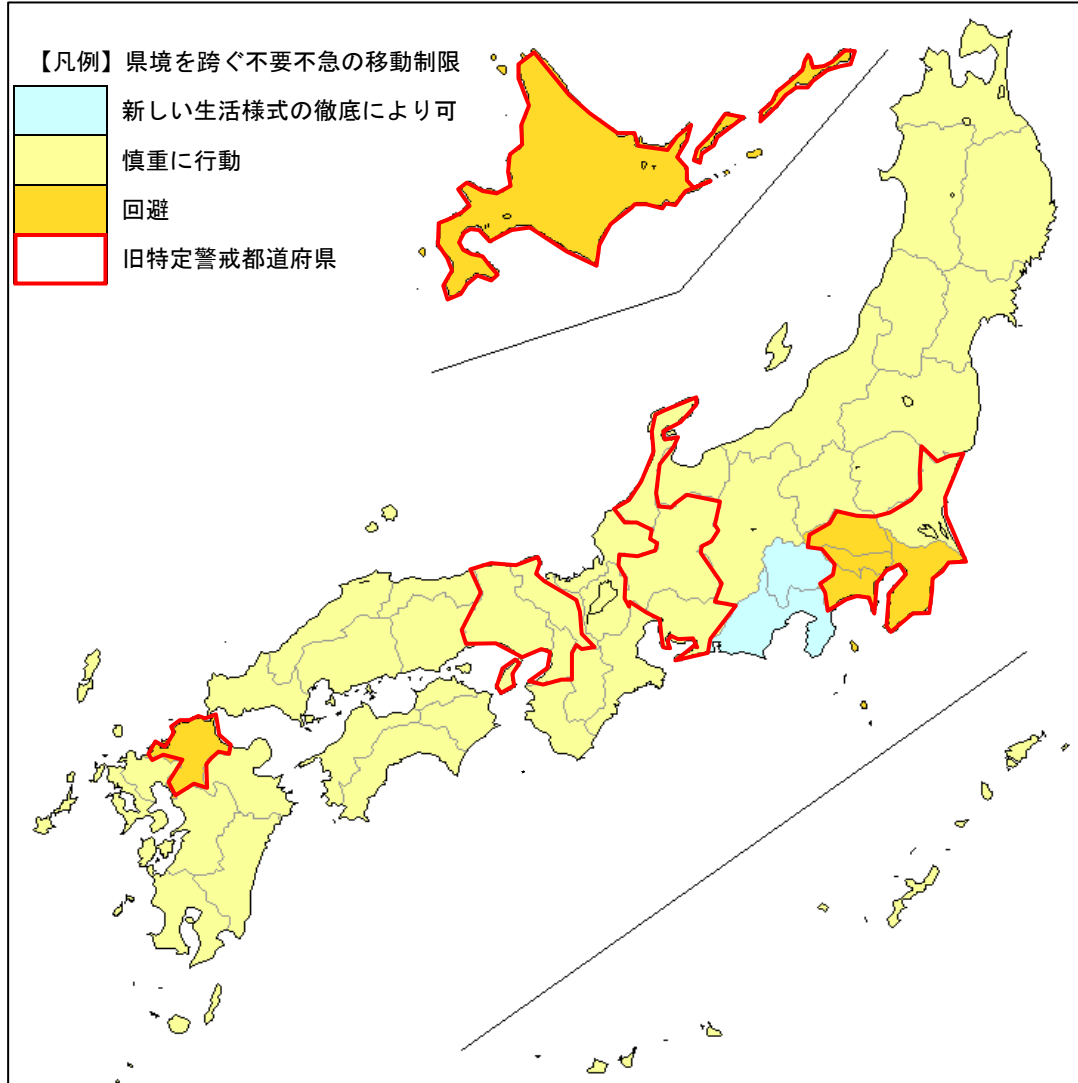 【凡例】県境を跨ぐ不要不急の移動制限
新しい生活様式の徹底により可
慎重に行動
回避
旧特定警戒都道府県